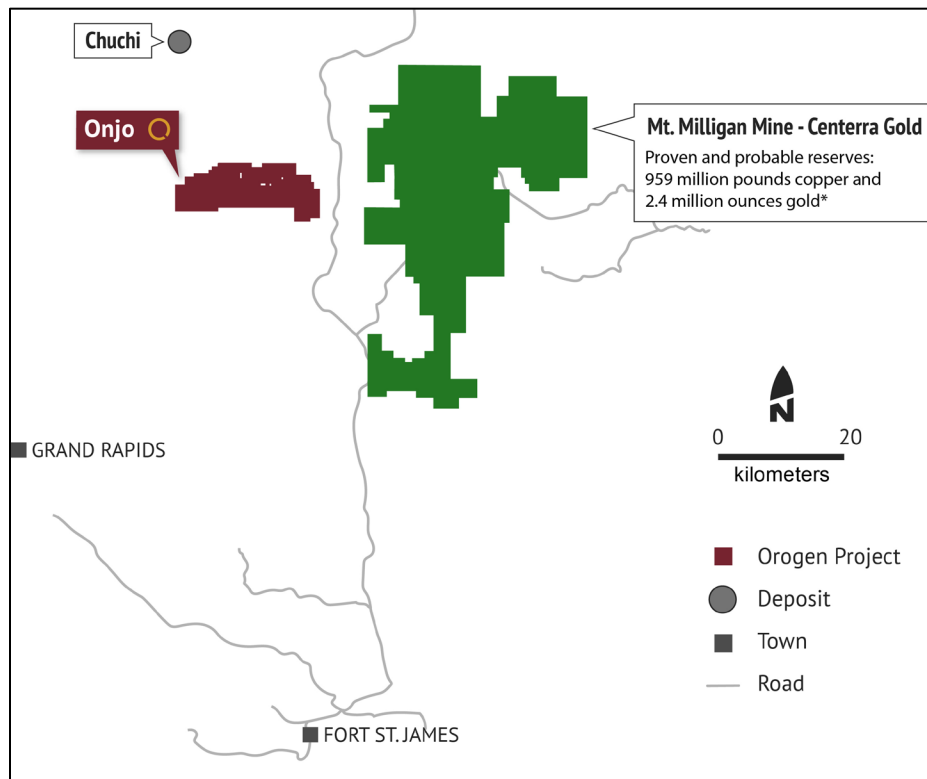 Chuchi
Onjo
Mt. Milligan Mine - Centerra Gold
Proven and probable reserves:
959 million pounds copper and
2.4 million ounces gold*
N
0 20
kilometers
GRAND RAPIDS
Orogen Project
Deposit
Town
Road
FORT ST. JAMES